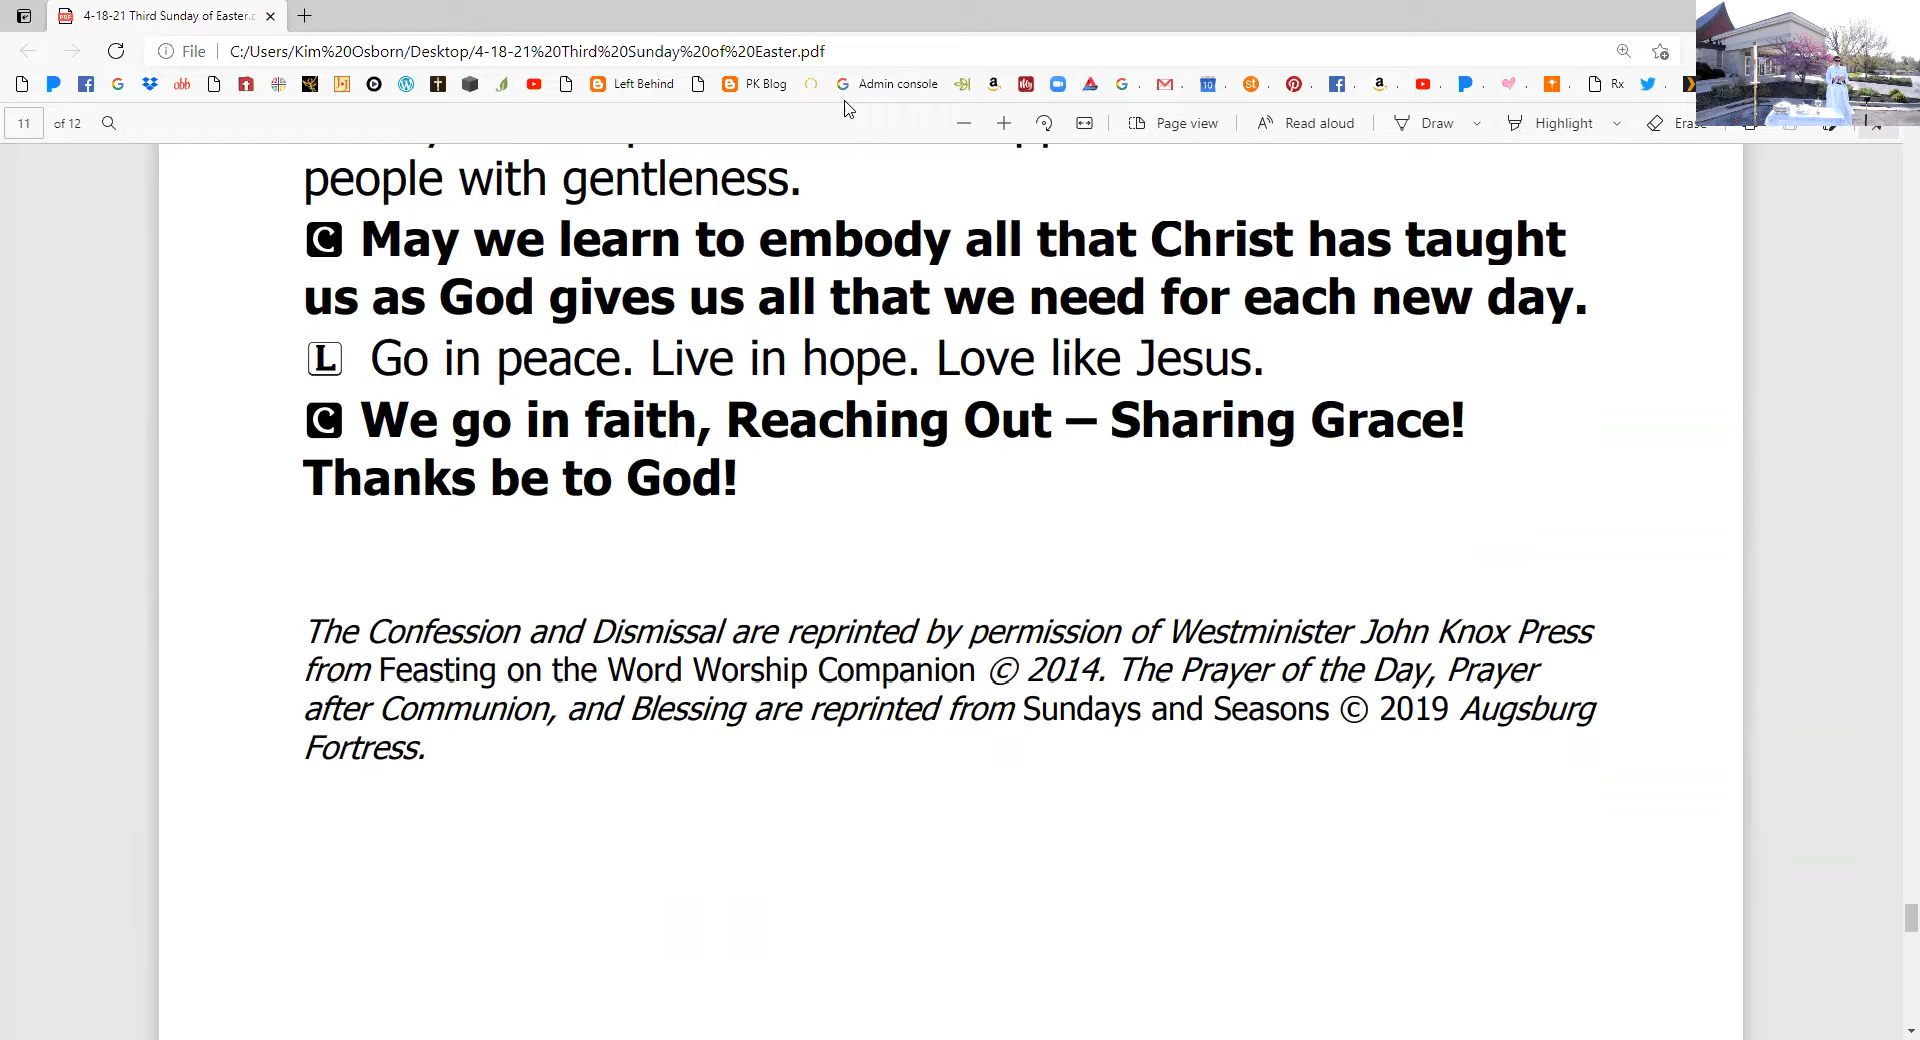 4-18-21 Third Sunday of Easter.
File C:/Users/Kim%20Osborn/Desktop/4-18-21%20Third%20Sunday%20of%20Easter.pdf
Left Behind PK Blog Admin console Rx
11 of 12 Page view Read aloud Draw Highlight Erase
people with gentleness.
C May we learn to embody all that Christ has taught
us as God gives us all that we need for each new day.
L Go in peace. Live in hope. Love like Jesus.
C We go in faith, Reaching Out – Sharing Grace!
Thanks be to God!
The Confession and Dismissal are reprinted by permission of Westminister John Knox Press
from Feasting on the Word Worship Companion © 2014. The Prayer of the Day, Prayer
after Communion, and Blessing are reprinted from Sundays and Seasons © 2019 Augsburg
Fortress.